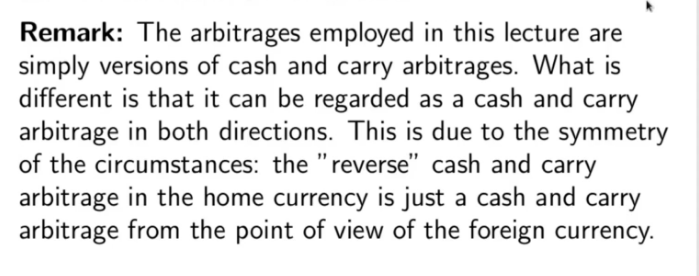 Remark: The arbitrages employed in this lecture are
simply versions of cash and carry arbitrages. What is
different is that it can be regarded as a cash and carry
arbitrage in both directions. This is due to the symmetry
of the circumstances: the "reverse" cash and carry
arbitrage in the home currency is just a cash and carry
arbitrage from the point of view of the foreign currency.